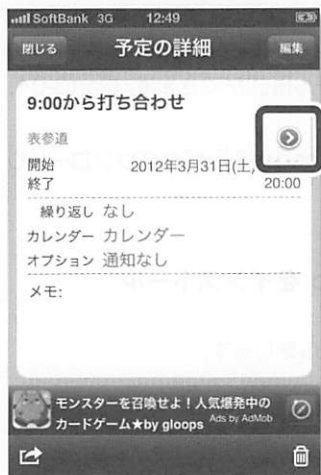 SoftBank 3G 12:49
閉じる 予定の詳細 編集
9:00から打ち合わせ
表参道
開始 2012年3月31日(土,
終了 20:00
繰り返し なし
カレンダー カレンダー
オプション 通知なし
メモ:
モンスターを召喚せよ！人気爆発中の
カードゲーム★by gloops Ads by AdMob